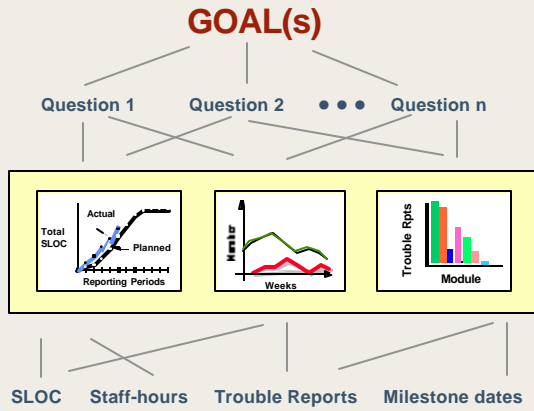 GOAL(s)
Question 1
Question 2
Question n
Total
SLOC
Actual
Planned
Reporting Periods
Weeks
Trouble Rpts
Module
SLOC
Staff-hours
Trouble Reports
Milestone dates